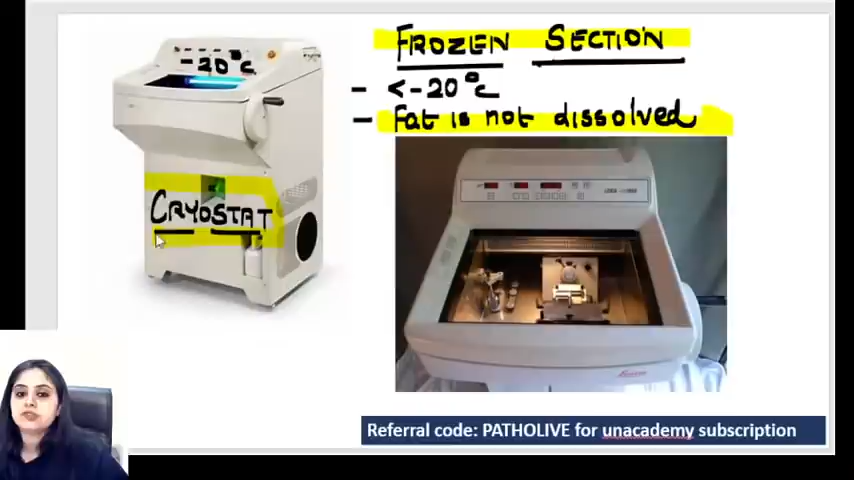 FROZEN SECTION
-20°C
- <-20°C
- Fat is not dissolved
CRYOSTAT
Referral code: PATHOLIVE for unacademy subscription